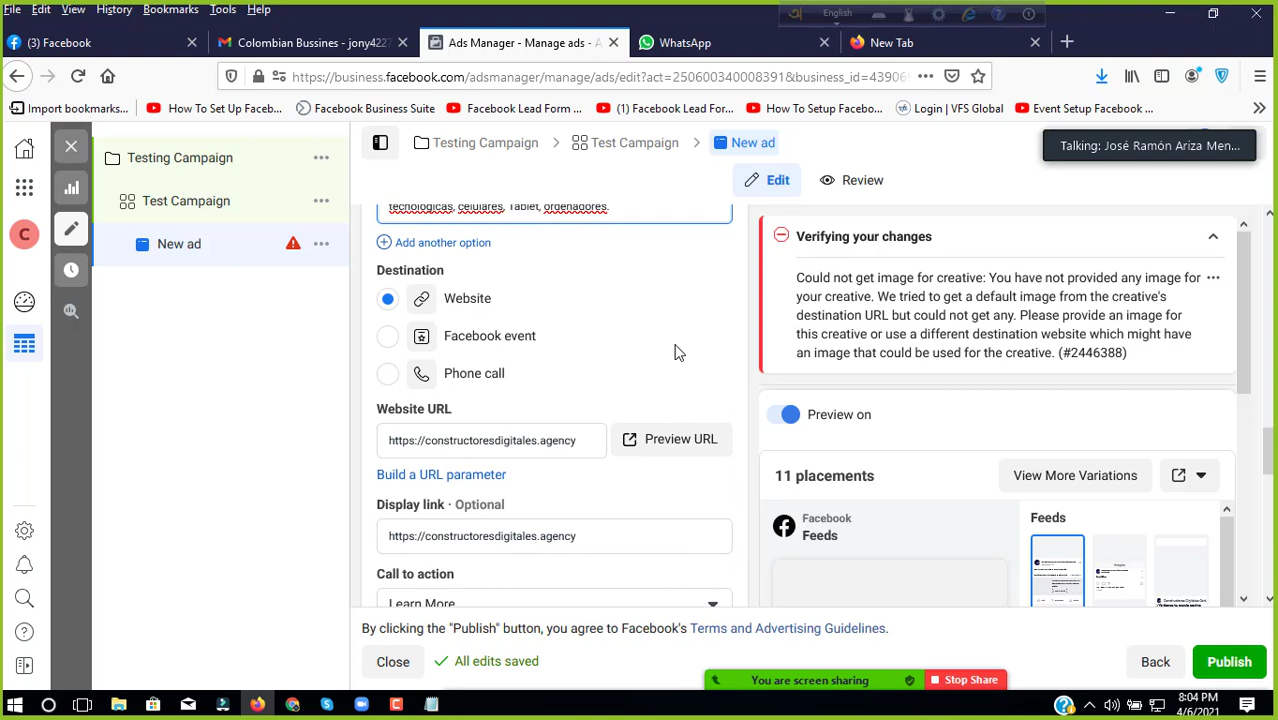 File Edit View History Bookmarks Tools Help
English
(3) Facebook
Colombian Bussines - jony422
Ads Manager - Manage ads - A
WhatsApp
New Tab
https://business.facebook.com/adsmanager/manage/ads/edit?act=250600340008391&business_id=43906
Import bookmarks...
How To Set Up Faceb...
Facebook Business Suite
Facebook Lead Form ...
(1) Facebook Lead For...
How To Setup Facebo...
Login | VFS Global
Event Setup Facebook ...
Testing Campaign
Test Campaign
New ad
C
Testing Campaign
Test Campaign
New ad
Talking: José Ramón Ariza Men...
Edit
Review
tecnologicas, celulares, Tablet, ordenadores.
Add another option
Destination
Website
Facebook event
Phone call
Website URL
https://constructoresdigitales.agency
Preview URL
Build a URL parameter
Display link · Optional
https://constructoresdigitales.agency
Call to action
Learn More
Verifying your changes
Could not get image for creative: You have not provided any image for
your creative. We tried to get a default image from the creative's
destination URL but could not get any. Please provide an image for
this creative or use a different destination website which might have
an image that could be used for the creative. (#2446388)
Preview on
11 placements
View More Variations
Facebook
Feeds
Feeds
By clicking the "Publish" button, you agree to Facebook's Terms and Advertising Guidelines.
Close
All edits saved
Back
Publish
You are screen sharing
Stop Share
8:04 PM
4/6/2021